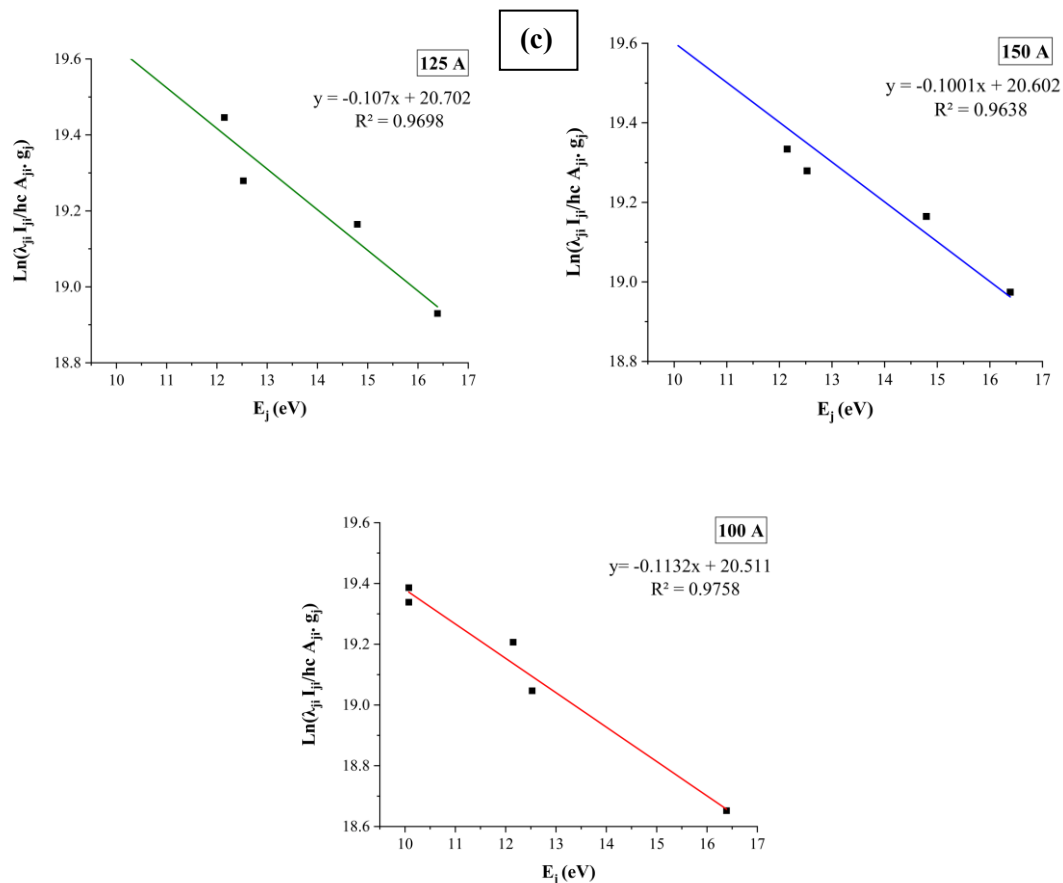 (c)
125 A
y = -0.107x + 20.702
R² = 0.9698
19.6
19.4
19.2
19.0
18.8
10 11 12 13 14 15 16 17
Ln(λji Iji/hc Aji· gj)
Ej (eV)
150 A
y = -0.1001x + 20.602
R² = 0.9638
19.6
19.4
19.2
19.0
18.8
10 11 12 13 14 15 16 17
Ln(λji Iji/hc Aji· gj)
Ej (eV)
100 A
y= -0.1132x + 20.511
R² = 0.9758
19.6
19.4
19.2
19.0
18.8
18.6
10 11 12 13 14 15 16 17
Ln(λji Iji/hc Aji· gj)
Ej (eV)